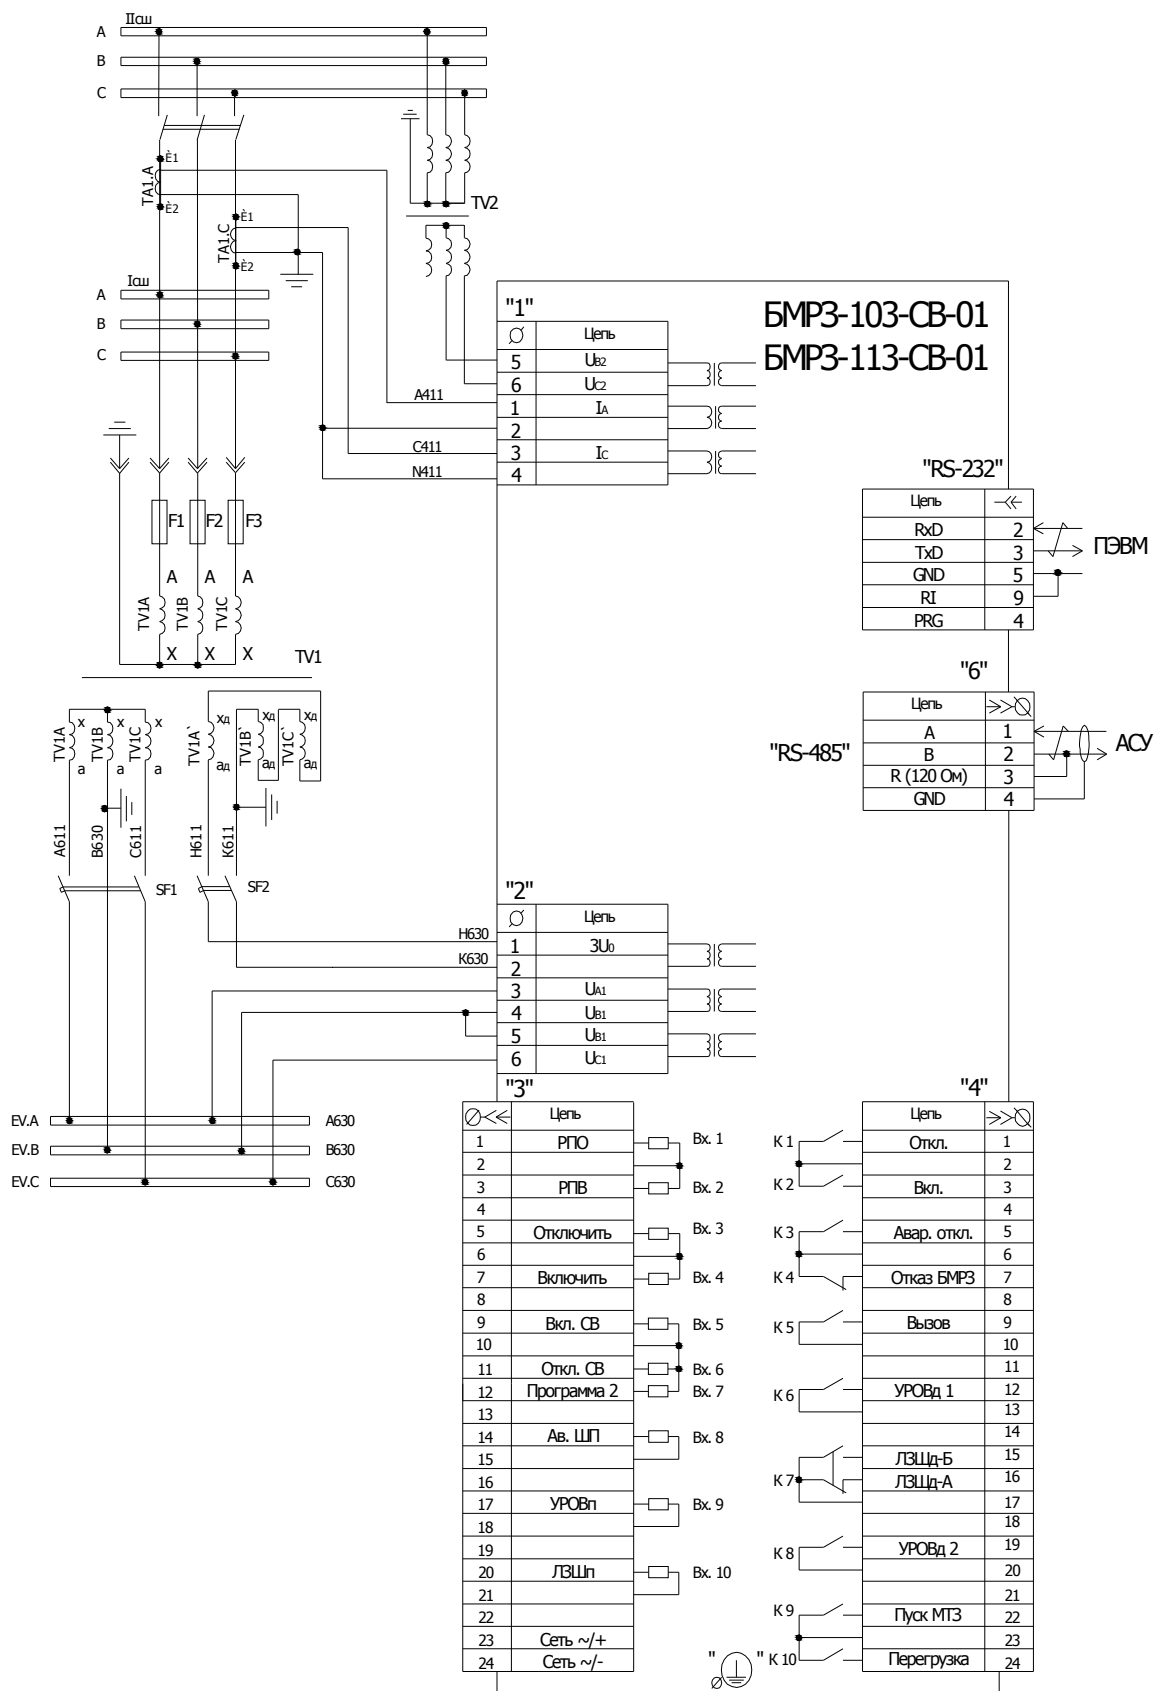 IIсш
A
B
C
È1
TA1.A
È2
È1
TA1.C
È2
TV2
Iсш
A
B
C
"1"
БМРЗ-103-СВ-01
БМРЗ-113-СВ-01
Цепь
5 UB2
6 UC2
A411
1 IA
2
C411
3 IC
N411
4
"RS-232"
Цепь
RxD 2
TxD 3
ПЭВМ
GND 5
RI 9
PRG 4
F1 F2 F3
A A A
TV1A TV1B TV1C
X X X
TV1
"6"
Цепь
A 1
АСУ
"RS-485"
B 2
R (120 Ом) 3
GND 4
x x x
TV1A TV1B TV1C
a a a
xд xд xд
TV1A` TV1B` TV1C`
aд aд aд
A611 B630 C611 H611 K611
SF1 SF2
"2"
Цепь
H630
1 3U0
K630
2
3 UA1
4 UB1
5 UB1
6 UC1
EV.A A630
EV.B B630
EV.C C630
"3"
Цепь
1 РПО Вх. 1
2
3 РПВ Вх. 2
4
5 Отключить Вх. 3
6
7 Включить Вх. 4
8
9 Вкл. СВ Вх. 5
10
11 Откл. СВ Вх. 6
12 Программа 2 Вх. 7
13
14 Ав. ШП Вх. 8
15
16
17 УРОВп Вх. 9
18
19
20 ЛЗШп Вх. 10
21
22
23 Сеть ~/+
24 Сеть ~/-
"4"
Цепь
К1 Откл. 1
2
К2 Вкл. 3
4
К3 Авар. откл. 5
6
К4 Отказ БМРЗ 7
8
К5 Вызов 9
10
11
К6 УРОВд 1 12
13
14
ЛЗШд-Б 15
К7 ЛЗШд-А 16
17
18
К8 УРОВд 2 19
20
21
К9 Пуск МТЗ 22
23
К10 Перегрузка 24
" "